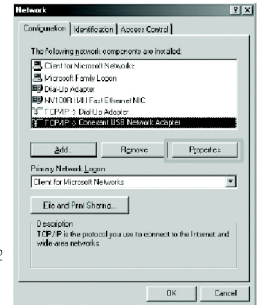 Network
Configuration Identification Access Control
The following network components are installed:
Client for Microsoft Networks
Microsoft Family Logon
Dial-Up Adapter
Fast Ethernet NIC
TCP/IP -> Dial-Up Adapter
TCP/IP -> Conexant USB Network Adapter
Add... Remove Properties
Primary Network Logon:
Client for Microsoft Networks
File and Print Sharing...
Description
TCP/IP is the protocol you use to connect to the Internet and
wide-area networks.
OK Cancel